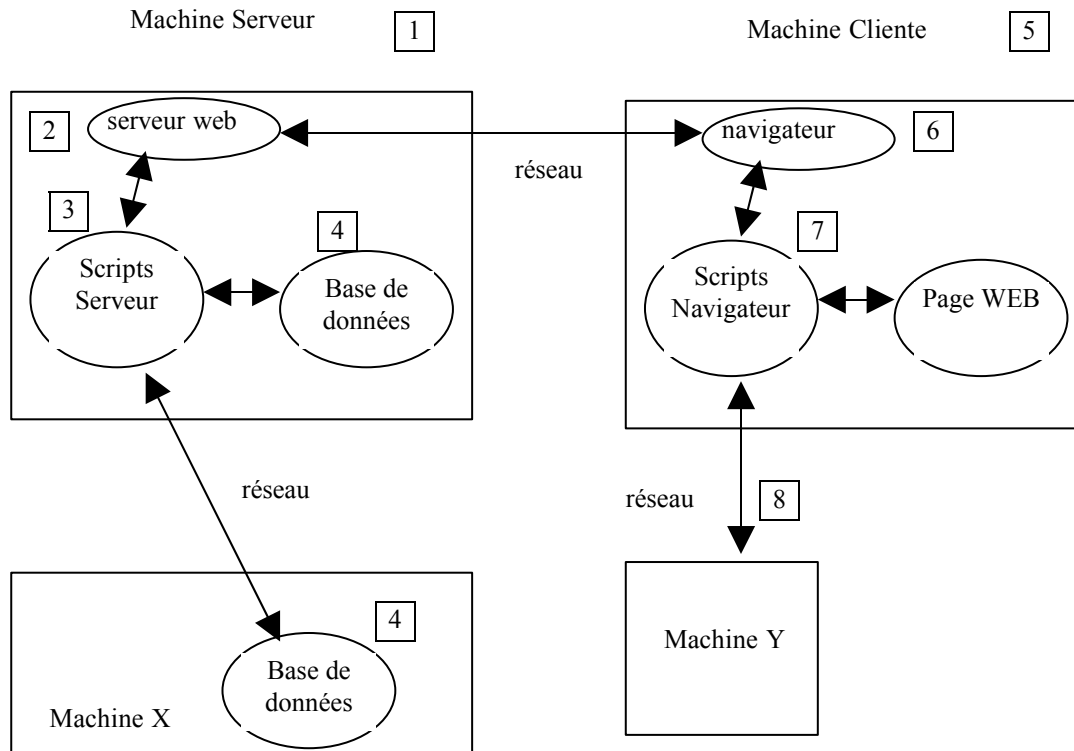 Machine Serveur
1
Machine Cliente
5
2
serveur web
navigateur
6
réseau
3
4
7
Scripts
Serveur
Base de
données
Scripts
Navigateur
Page WEB
réseau
réseau
8
4
Machine X
Base de
données
Machine Y